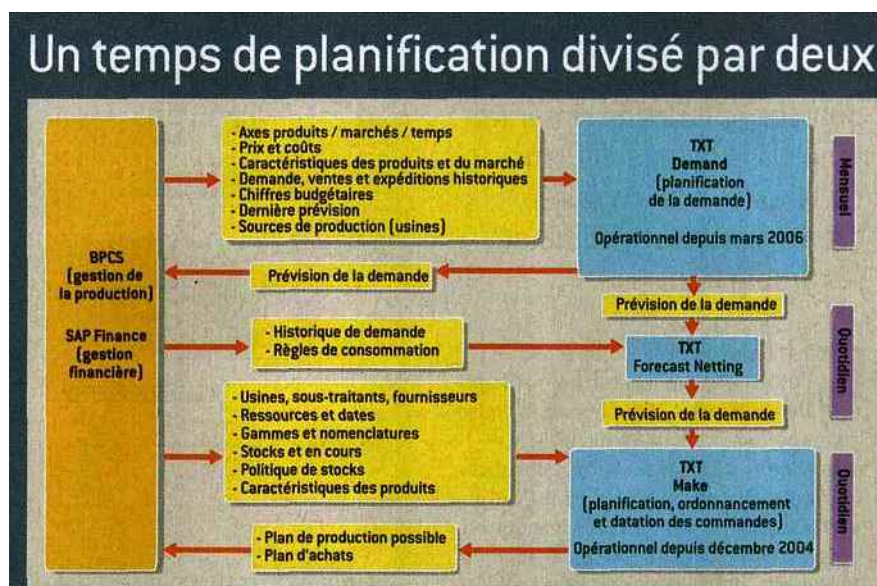 Un temps de planification divisé par deux
BPCS
(gestion de
la production)
SAP Finance
(gestion
financière)
- Axes produits / marchés / temps
- Prix et coûts
- Caractéristiques des produits et du marché
- Demande, ventes et expéditions historiques
- Chiffres budgétaires
- Dernière prévision
- Sources de production (usines)
TXT
Demand
(planification
de la demande)
Opérationnel depuis mars 2006
Mensuel
Prévision de la demande
Prévision de la demande
- Historique de demande
- Règles de consommation
TXT
Forecast Netting
Quotidien
Prévision de la demande
- Usines, sous-traitants, fournisseurs
- Ressources et dates
- Gammes et nomenclatures
- Stocks et en cours
- Politique de stocks
- Caractéristiques des produits
TXT
Make
(planification, ordonnancement
et datation des commandes)
Opérationnel depuis décembre 2004
Quotidien
- Plan de production possible
- Plan d'achats